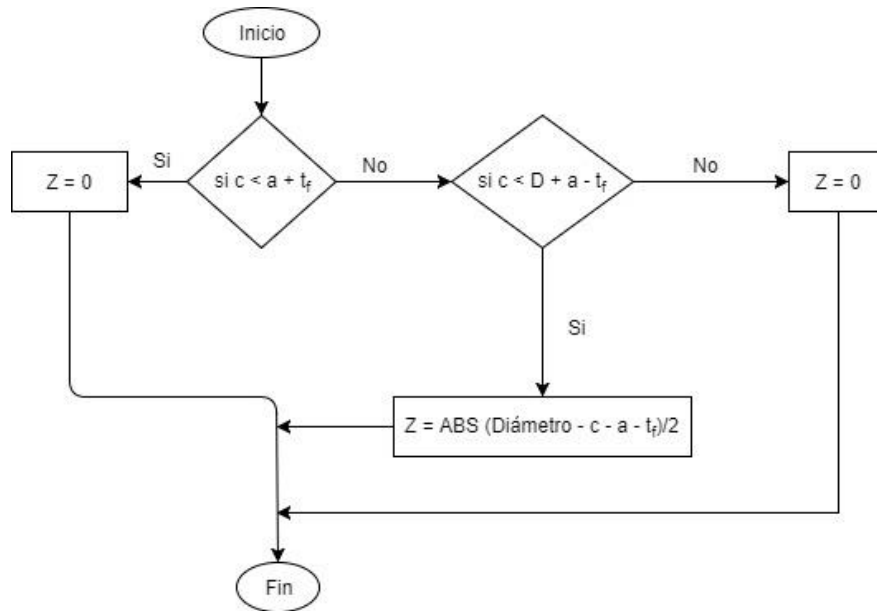 Inicio
Si
Z = 0
si c < a + t_f
No
si c < D + a - t_f
No
Z = 0
Si
Z = ABS (Diámetro - c - a - t_f)/2
Fin